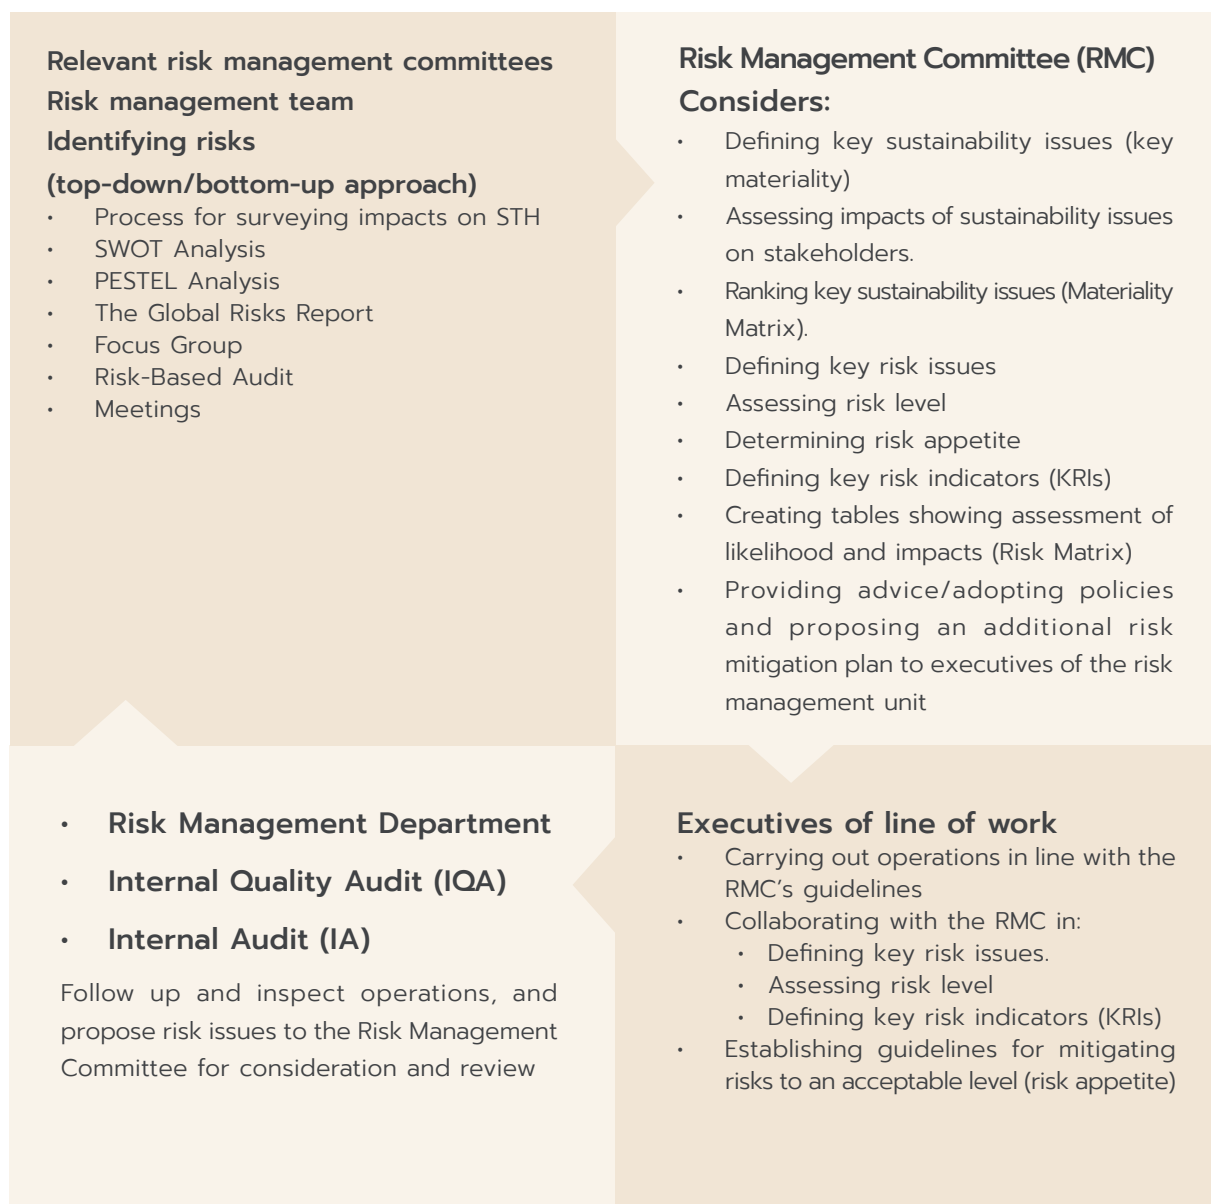 Relevant risk management committees
Risk management team
Identifying risks
(top-down/bottom-up approach)
• Process for surveying impacts on STH
• SWOT Analysis
• PESTEL Analysis
• The Global Risks Report
• Focus Group
• Risk-Based Audit
• Meetings
Risk Management Committee (RMC)
Considers:
• Defining key sustainability issues (key
materiality)
• Assessing impacts of sustainability issues
on stakeholders.
• Ranking key sustainability issues (Materiality
Matrix).
• Defining key risk issues
• Assessing risk level
• Determining risk appetite
• Defining key risk indicators (KRIs)
• Creating tables showing assessment of
likelihood and impacts (Risk Matrix)
• Providing advice/adopting policies
and proposing an additional risk
mitigation plan to executives of the risk
management unit
• Risk Management Department
• Internal Quality Audit (IQA)
• Internal Audit (IA)
Follow up and inspect operations, and
propose risk issues to the Risk Management
Committee for consideration and review
Executives of line of work
• Carrying out operations in line with the
RMC's guidelines
• Collaborating with the RMC in:
• Defining key risk issues.
• Assessing risk level
• Defining key risk indicators (KRIs)
• Establishing guidelines for mitigating
risks to an acceptable level (risk appetite)